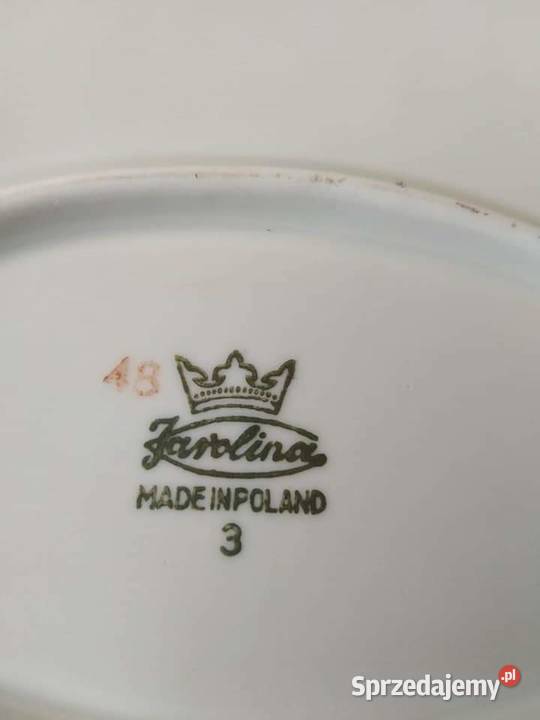 48
Karolina
MADE IN POLAND
3
Sprzedajemy.pl